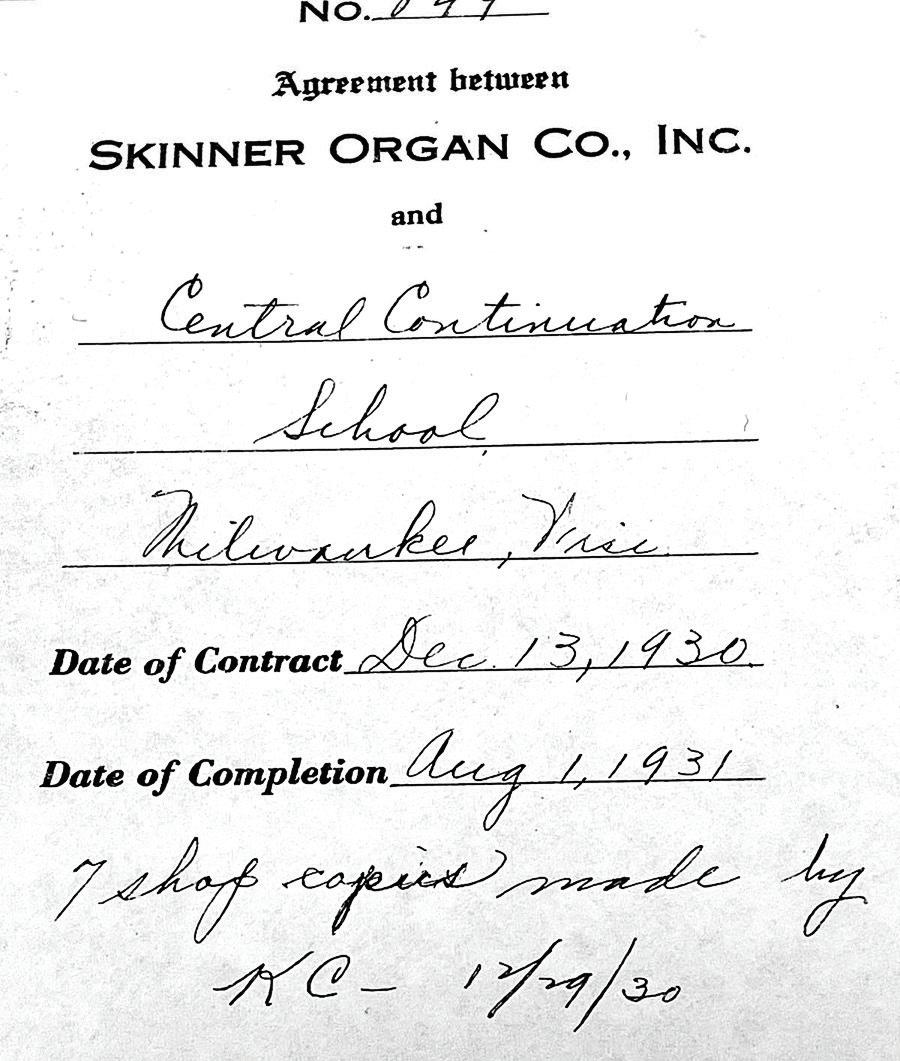 No.
Agreement between
SKINNER ORGAN CO., INC.
and
Central Continuation
School,
Milwaukee, Wisc.
Date of Contract Dec. 13, 1930.
Date of Completion Aug 1, 1931
7 shop copies made by
KC - 12/29/30